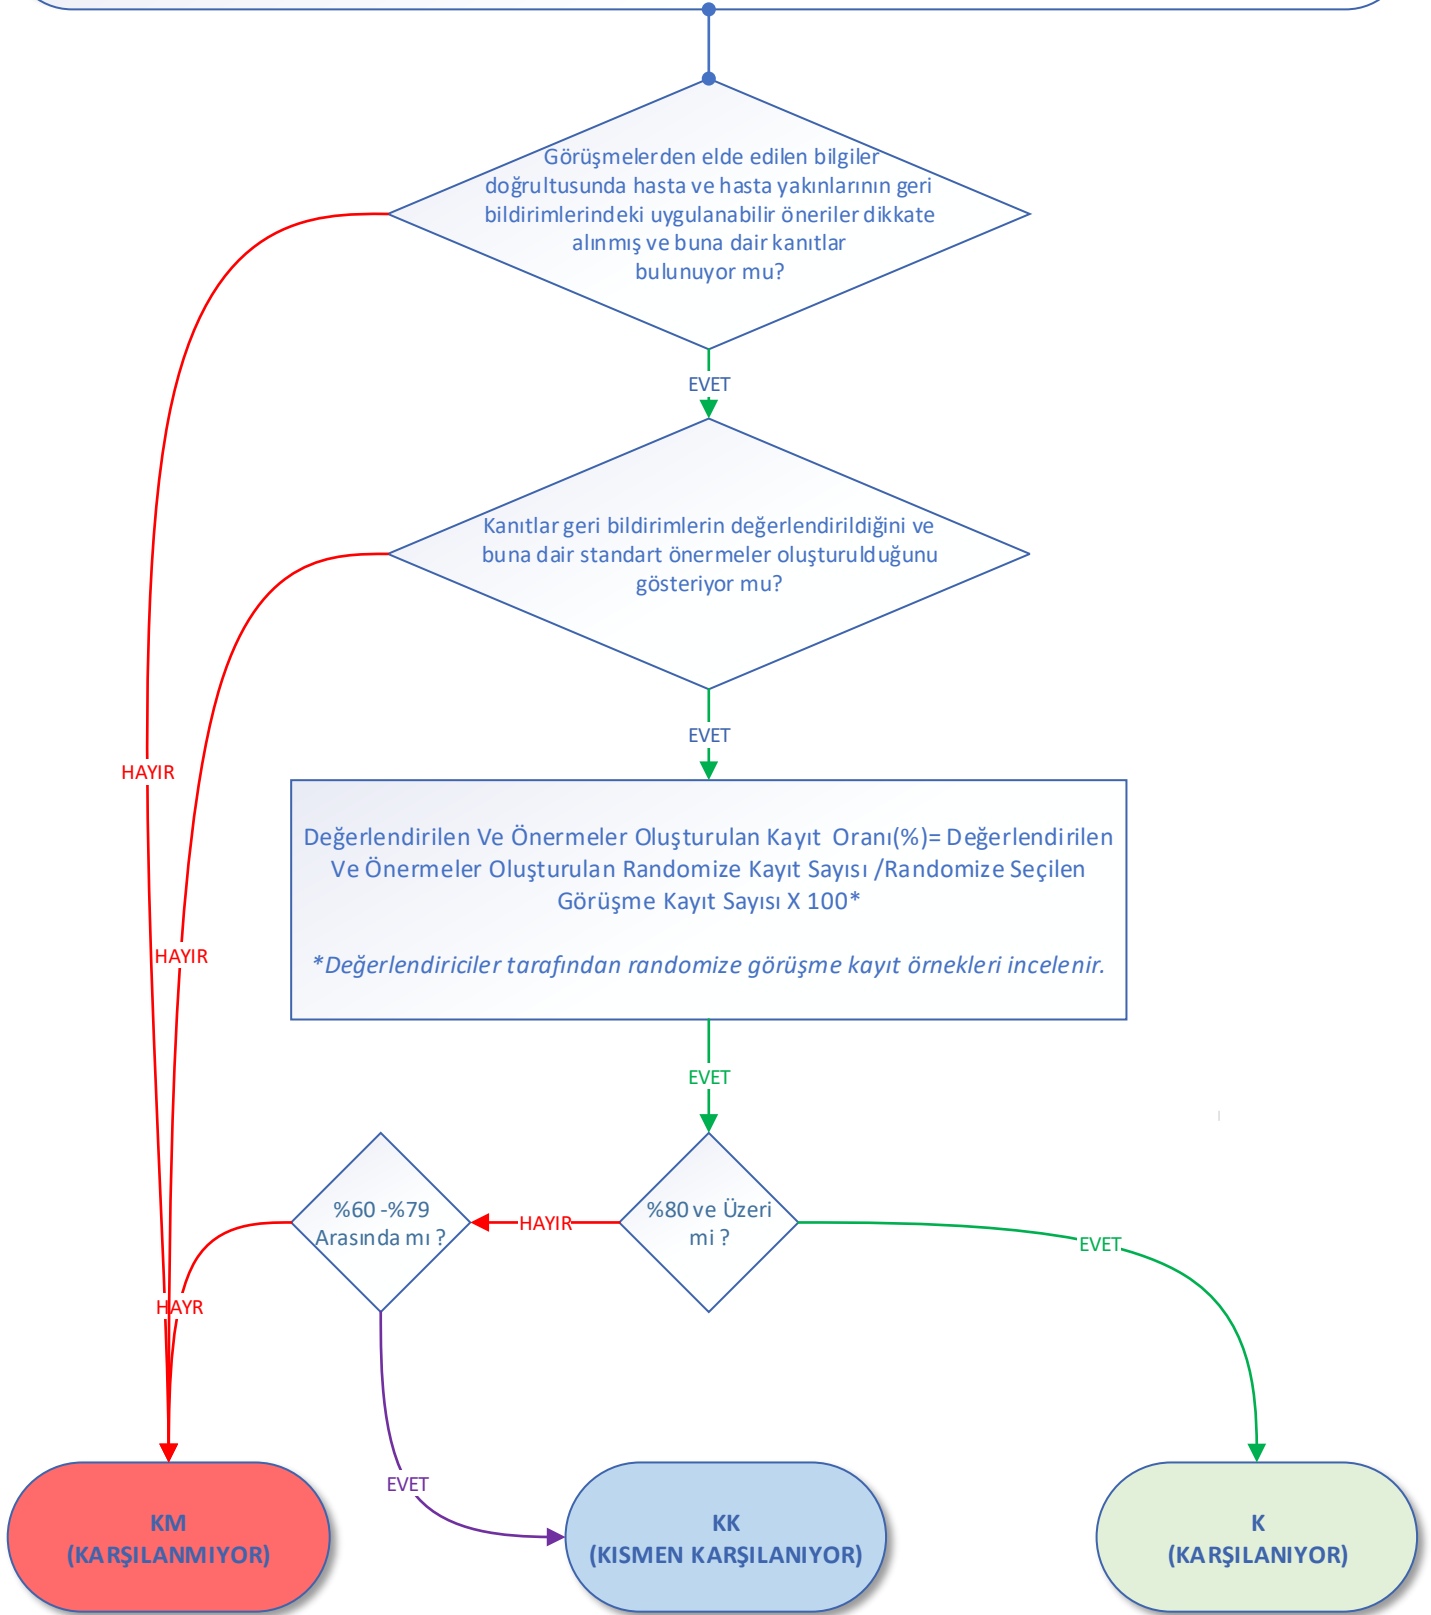 Görüşmelerden elde edilen bilgiler
doğrultusunda hasta ve hasta yakınlarının geri
bildirimlerindeki uygulanabilir öneriler dikkate
alınmış ve buna dair kanıtlar
bulunuyor mu?
EVET
Kanıtlar geri bildirimlerin değerlendirildiğini ve
buna dair standart önermeler oluşturulduğunu
gösteriyor mu?
EVET
HAYIR
Değerlendirilen Ve Önermeler Oluşturulan Kayıt Oranı(%)= Değerlendirilen
Ve Önermeler Oluşturulan Randomize Kayıt Sayısı /Randomize Seçilen
Görüşme Kayıt Sayısı X 100*
HAYIR
*Değerlendiriciler tarafından randomize görüşme kayıt örnekleri incelenir.
EVET
%60 -%79
Arasında mı ?
HAYIR
%80 ve Üzeri
mi ?
EVET
HAYR
EVET
KM
(KARŞILANMIYOR)
KK
(KISMEN KARŞILANIYOR)
K
(KARŞILANIYOR)